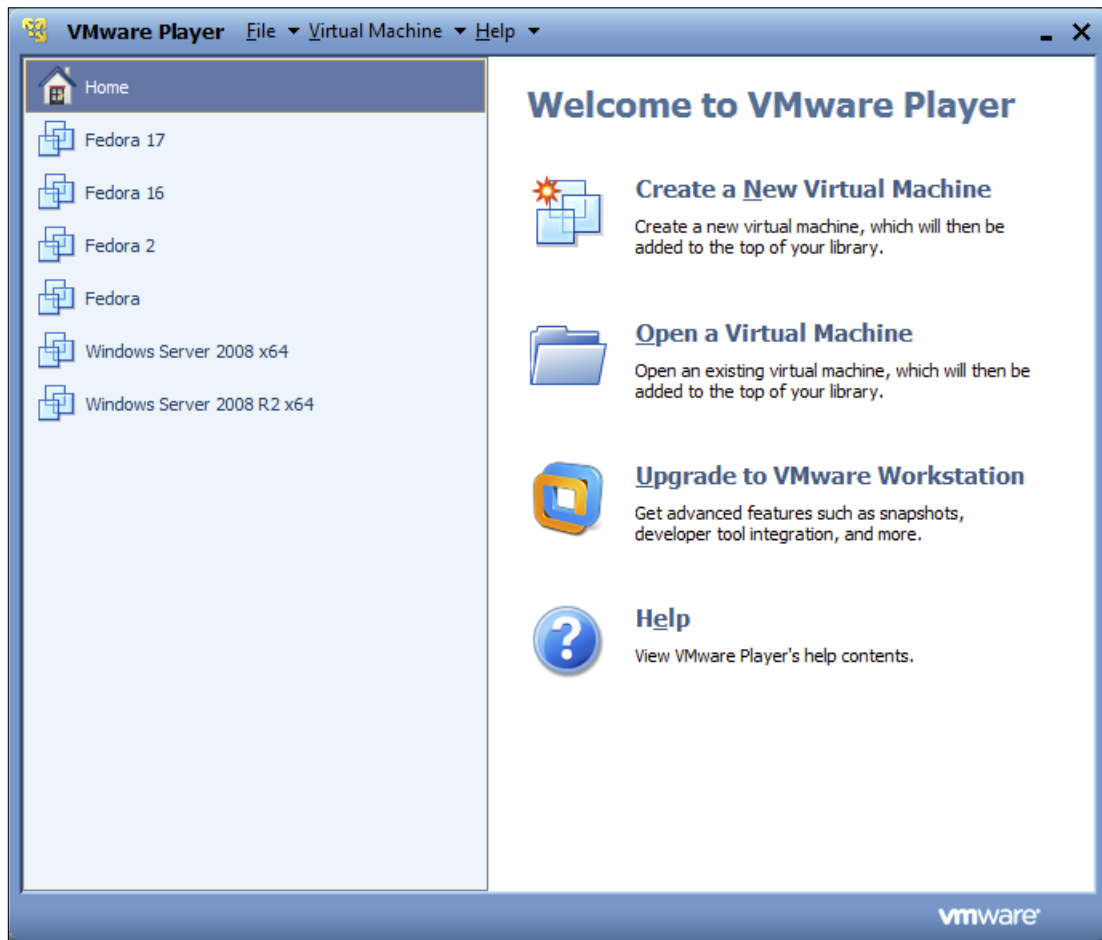 VMware Player File Virtual Machine Help
Home
Fedora 17
Fedora 16
Fedora 2
Fedora
Windows Server 2008 x64
Windows Server 2008 R2 x64
Welcome to VMware Player
Create a New Virtual Machine
Create a new virtual machine, which will then be
added to the top of your library.
Open a Virtual Machine
Open an existing virtual machine, which will then be
added to the top of your library.
Upgrade to VMware Workstation
Get advanced features such as snapshots,
developer tool integration, and more.
Help
View VMware Player's help contents.
vmware